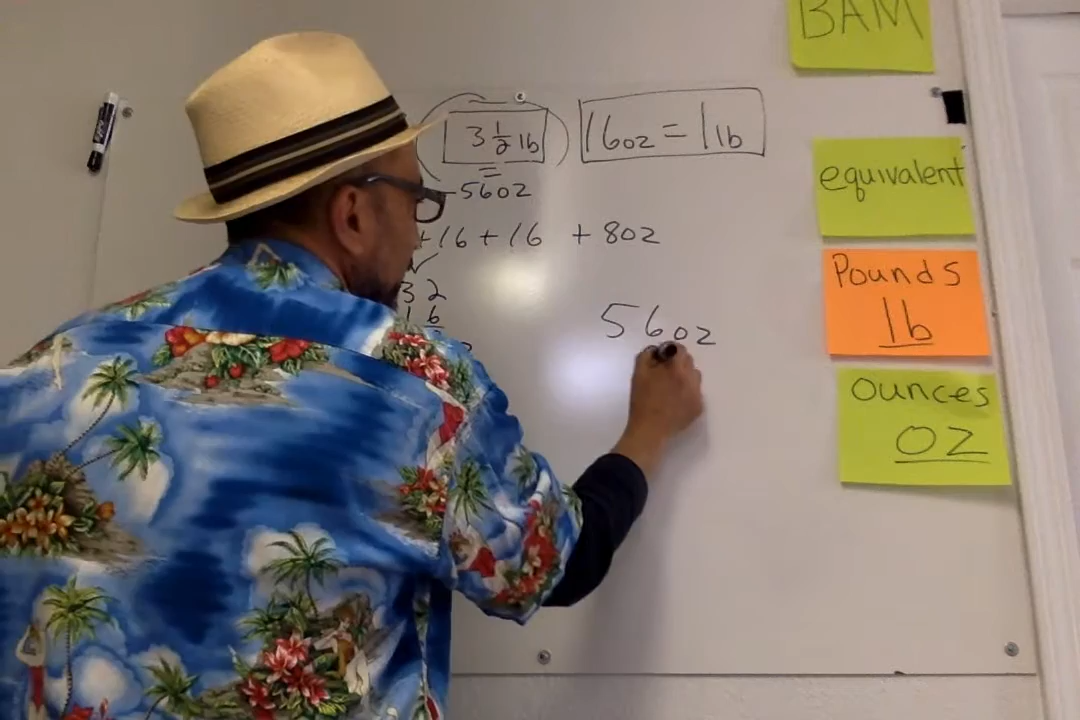 BAM
3 1/2 lb
16oz = 1lb
=
56oz
+16+16 + 8oz
32
16
56oz
equivalent
Pounds
lb
Ounces
OZ